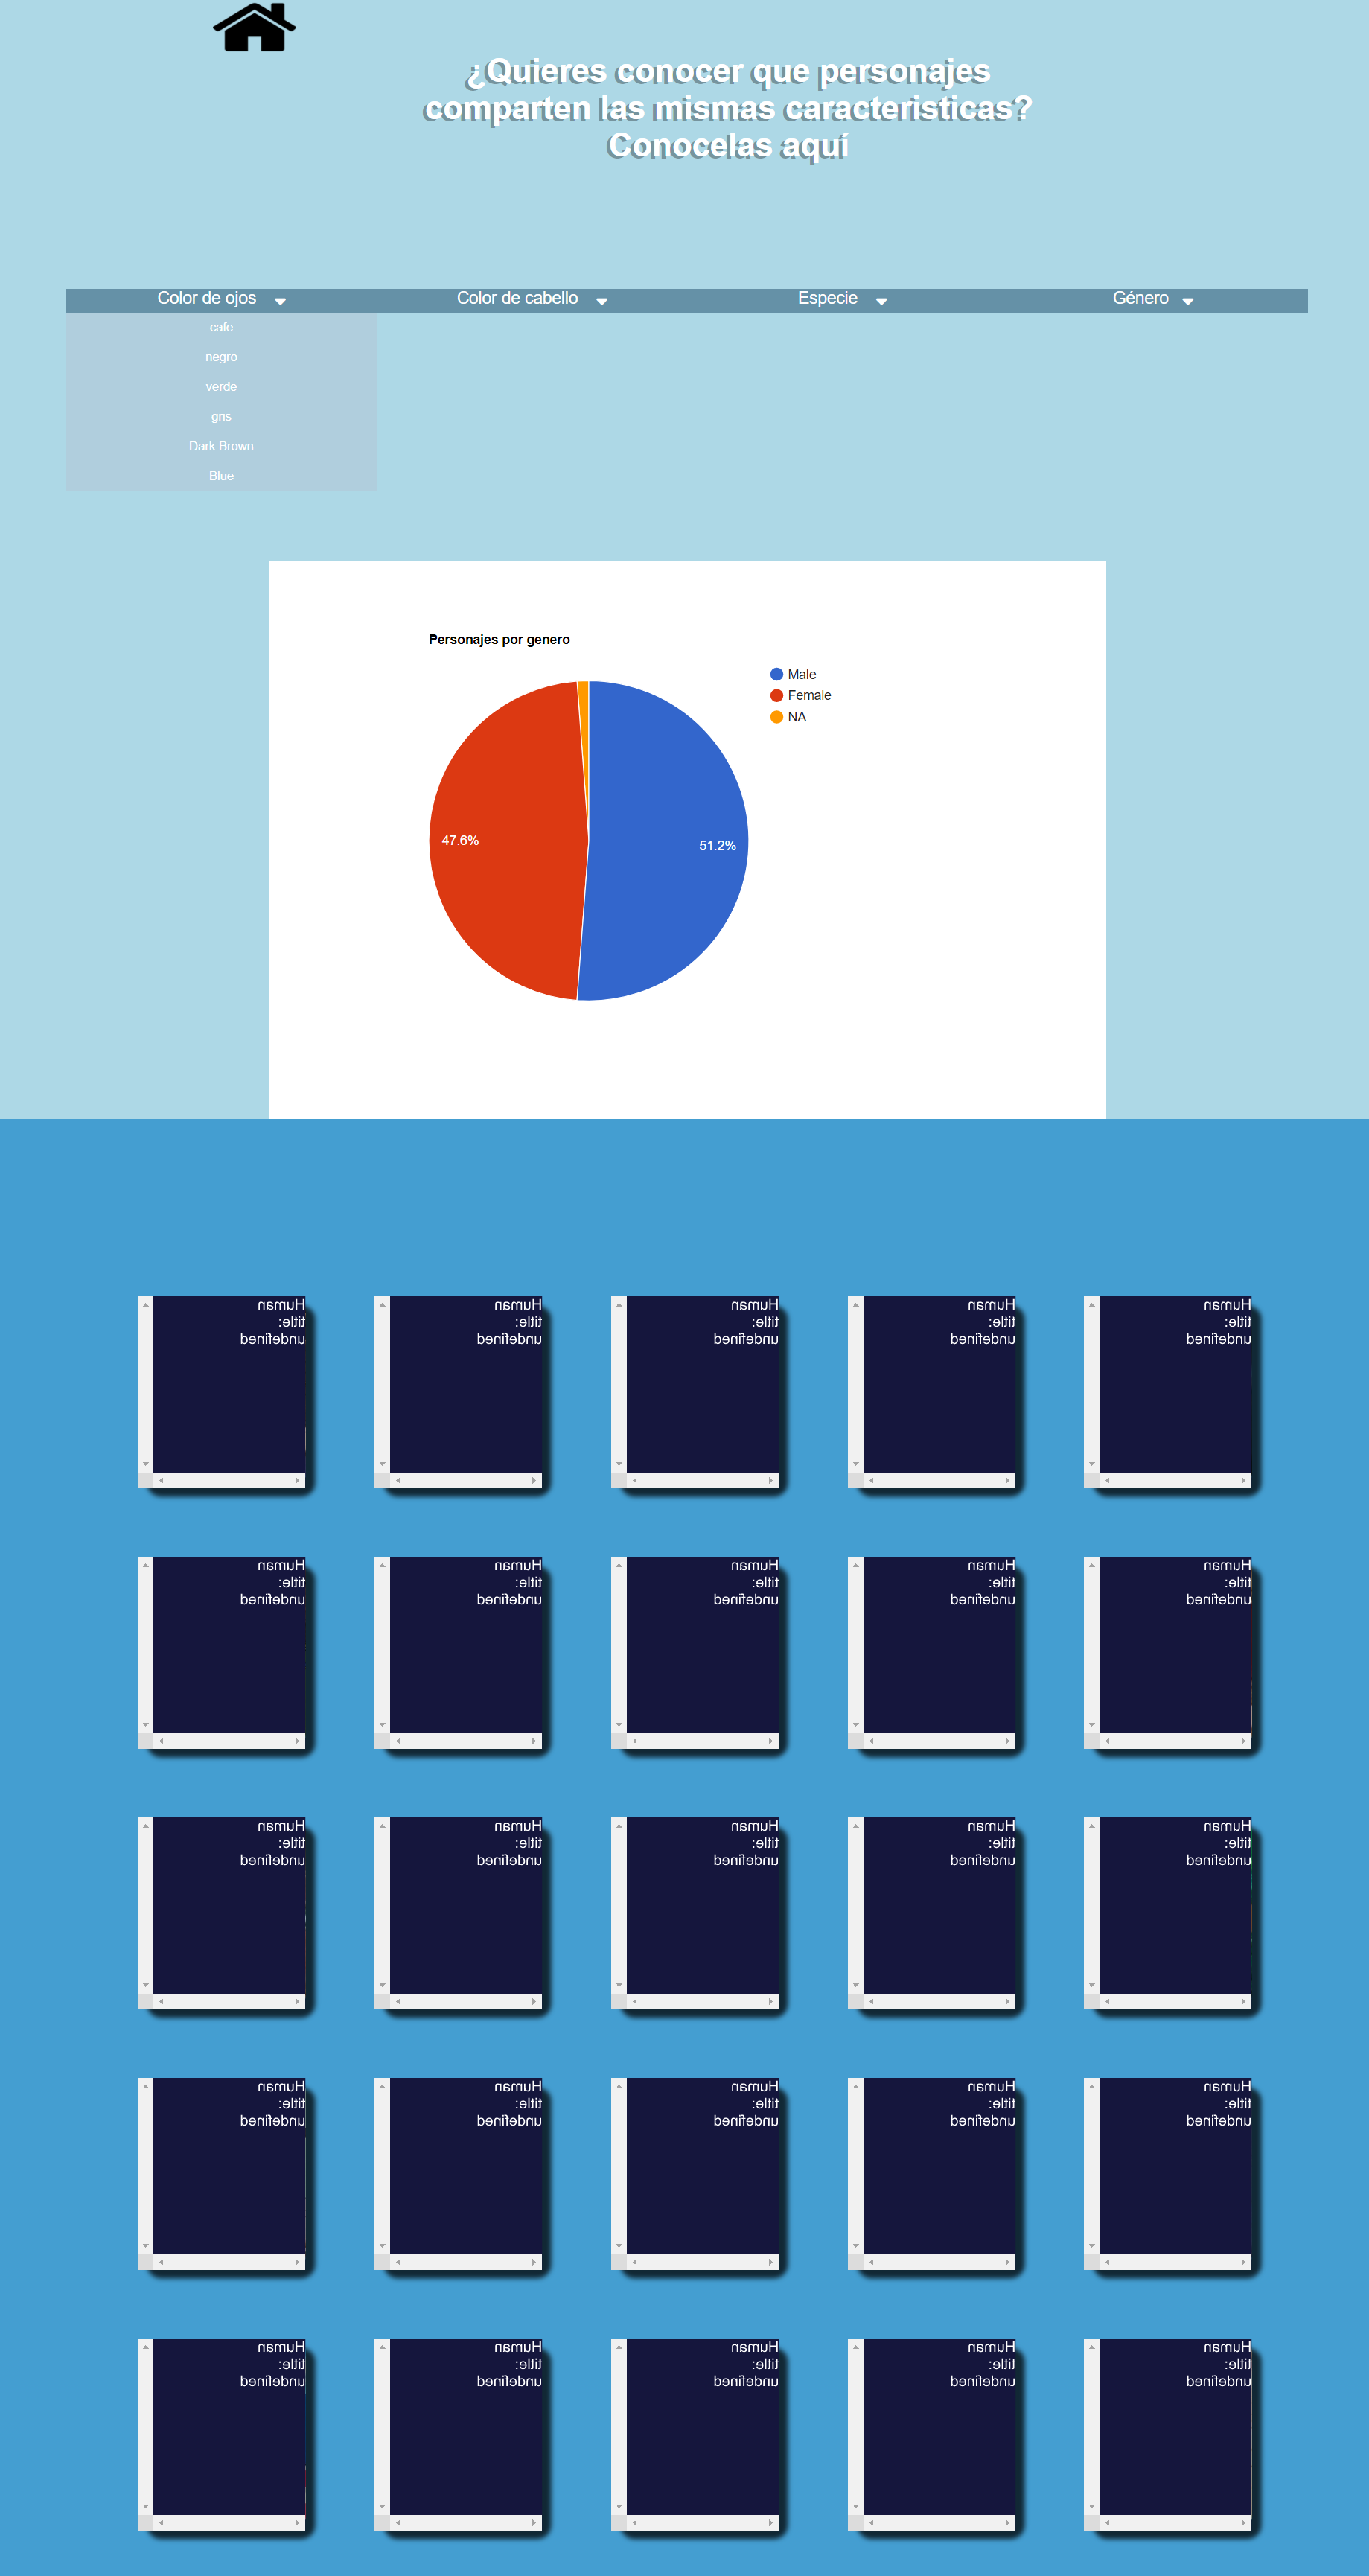 ¿Quieres conocer que personajes
comparten las mismas caracteristicas?
Conocelas aquí
Color de ojos
Color de cabello
Especie
Género
cafe
negro
verde
gris
Dark Brown
Blue
Personajes por genero
Male
Female
NA
47.6%
51.2%
Human
title:
undefined
Human
title:
undefined
Human
title:
undefined
Human
title:
undefined
Human
title:
undefined
Human
title:
undefined
Human
title:
undefined
Human
title:
undefined
Human
title:
undefined
Human
title:
undefined
Human
title:
undefined
Human
title:
undefined
Human
title:
undefined
Human
title:
undefined
Human
title:
undefined
Human
title:
undefined
Human
title:
undefined
Human
title:
undefined
Human
title:
undefined
Human
title:
undefined
Human
title:
undefined
Human
title:
undefined
Human
title:
undefined
Human
title:
undefined
Human
title:
undefined